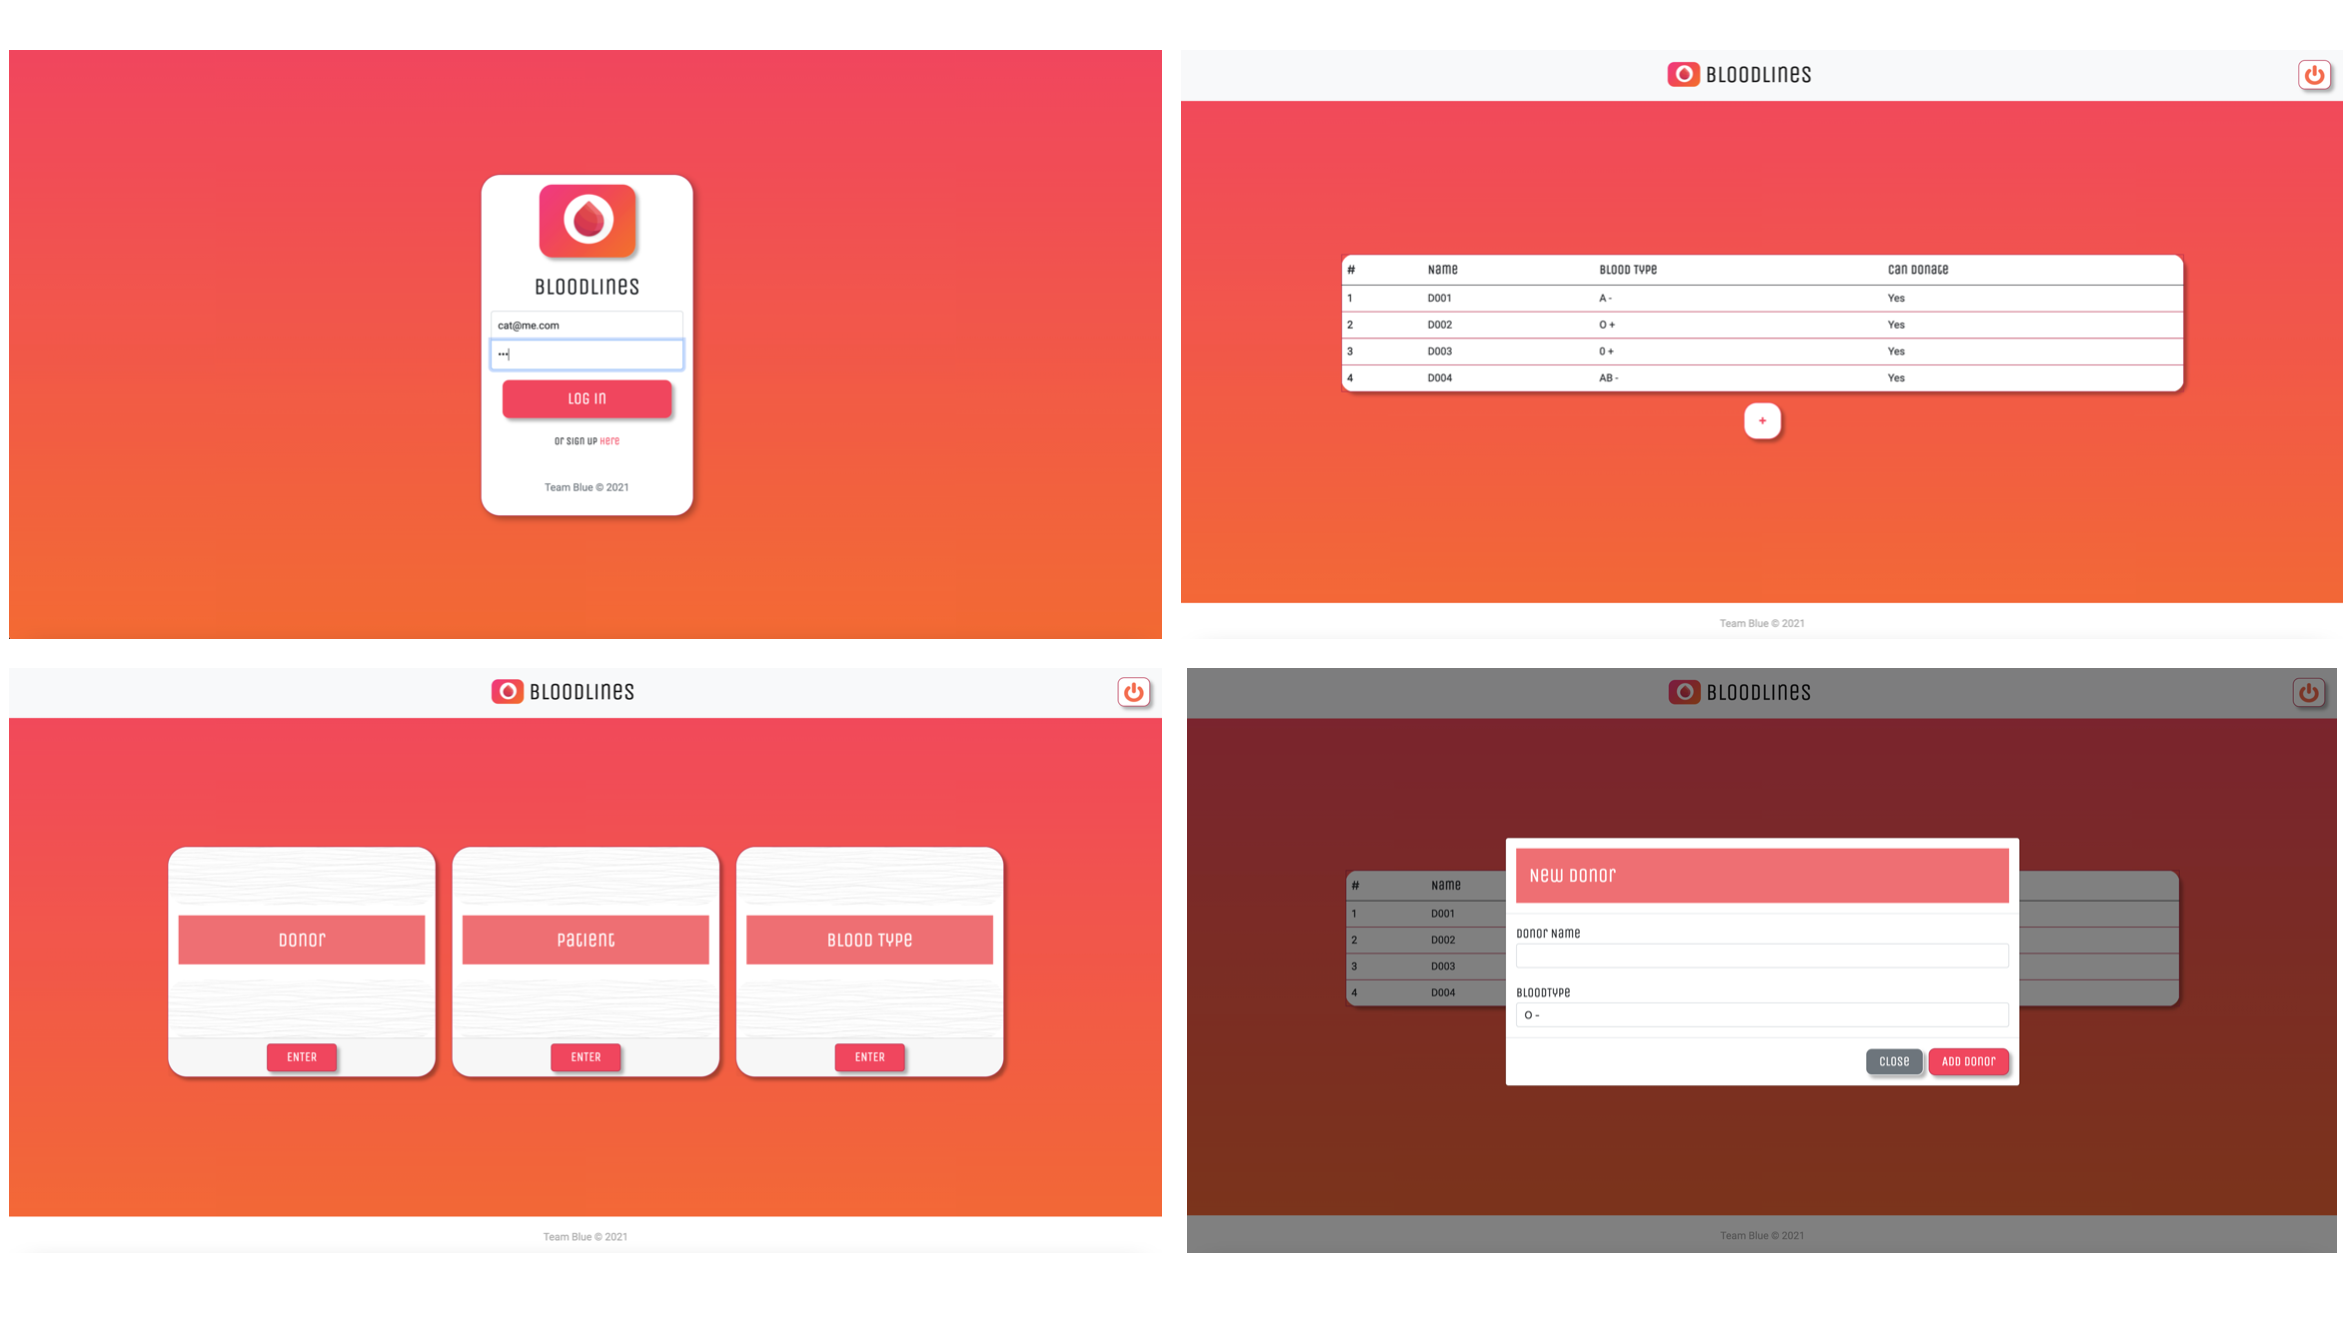 BLOODLINES
cat@me.com
•••
LOG IN
or sign up Here
Team Blue © 2021
BLOODLINES
# Name Blood Type Can Donate
1 D001 A - Yes
2 D002 O + Yes
3 D003 0 + Yes
4 D004 AB - Yes
+
Team Blue © 2021
BLOODLINES
Donor Patient Blood Type
ENTER ENTER ENTER
Team Blue © 2021
BLOODLINES
# Name
1 D001
2 D002
3 D003
4 D004
New Donor
Donor Name
BloodType
O -
Close Add Donor
Team Blue © 2021